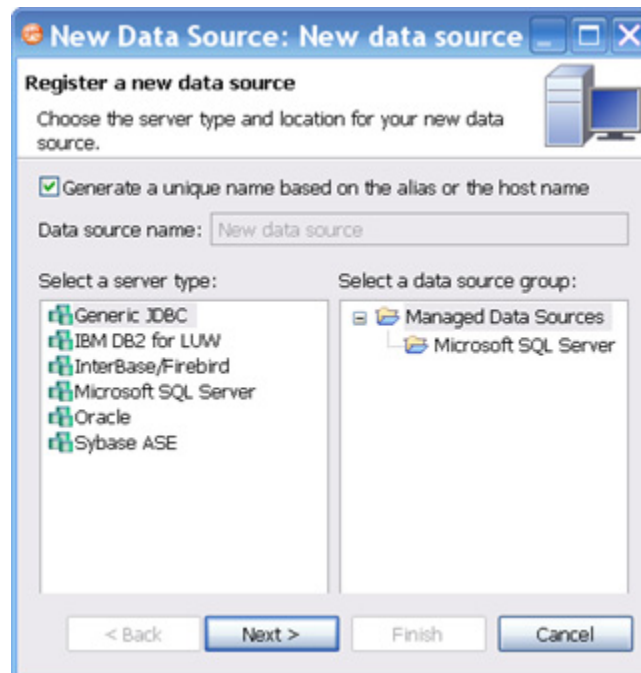 New Data Source: New data source
Register a new data source
Choose the server type and location for your new data
source.
Generate a unique name based on the alias or the host name
Data source name: New data source
Select a server type:
Generic JDBC
IBM DB2 for LUW
InterBase/Firebird
Microsoft SQL Server
Oracle
Sybase ASE
Select a data source group:
Managed Data Sources
Microsoft SQL Server
< Back
Next >
Finish
Cancel